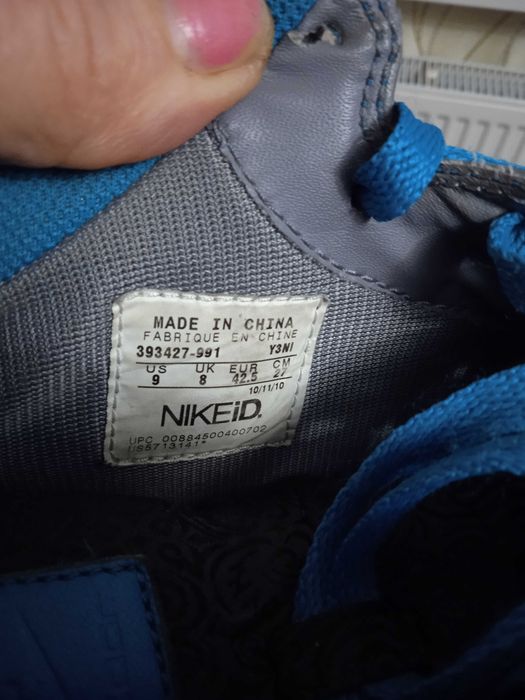 MADE IN CHINA
FABRIQUE EN CHINE
393427-991 Y3NI
US UK EUR CM
9 8 42.5 27
10/11/10
NIKEiD.
UPC 00884500400702
US5713141*